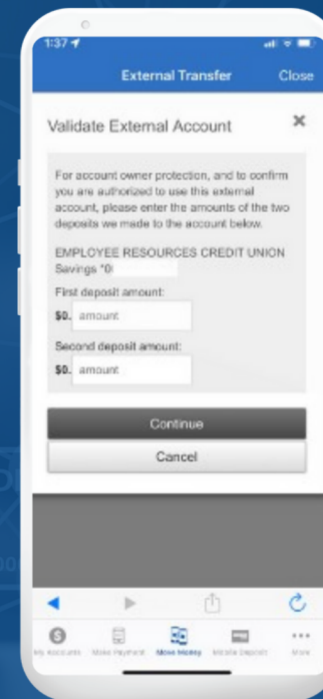 1:37
External Transfer Close
Validate External Account ×
For account owner protection, and to confirm
you are authorized to use this external
account, please enter the amounts of the two
deposits we made to the account below.
EMPLOYEE RESOURCES CREDIT UNION
Savings *0
First deposit amount:
$0. amount
Second deposit amount:
$0. amount
Continue
Cancel
My Accounts Make Payment Move Money Mobile Deposit More